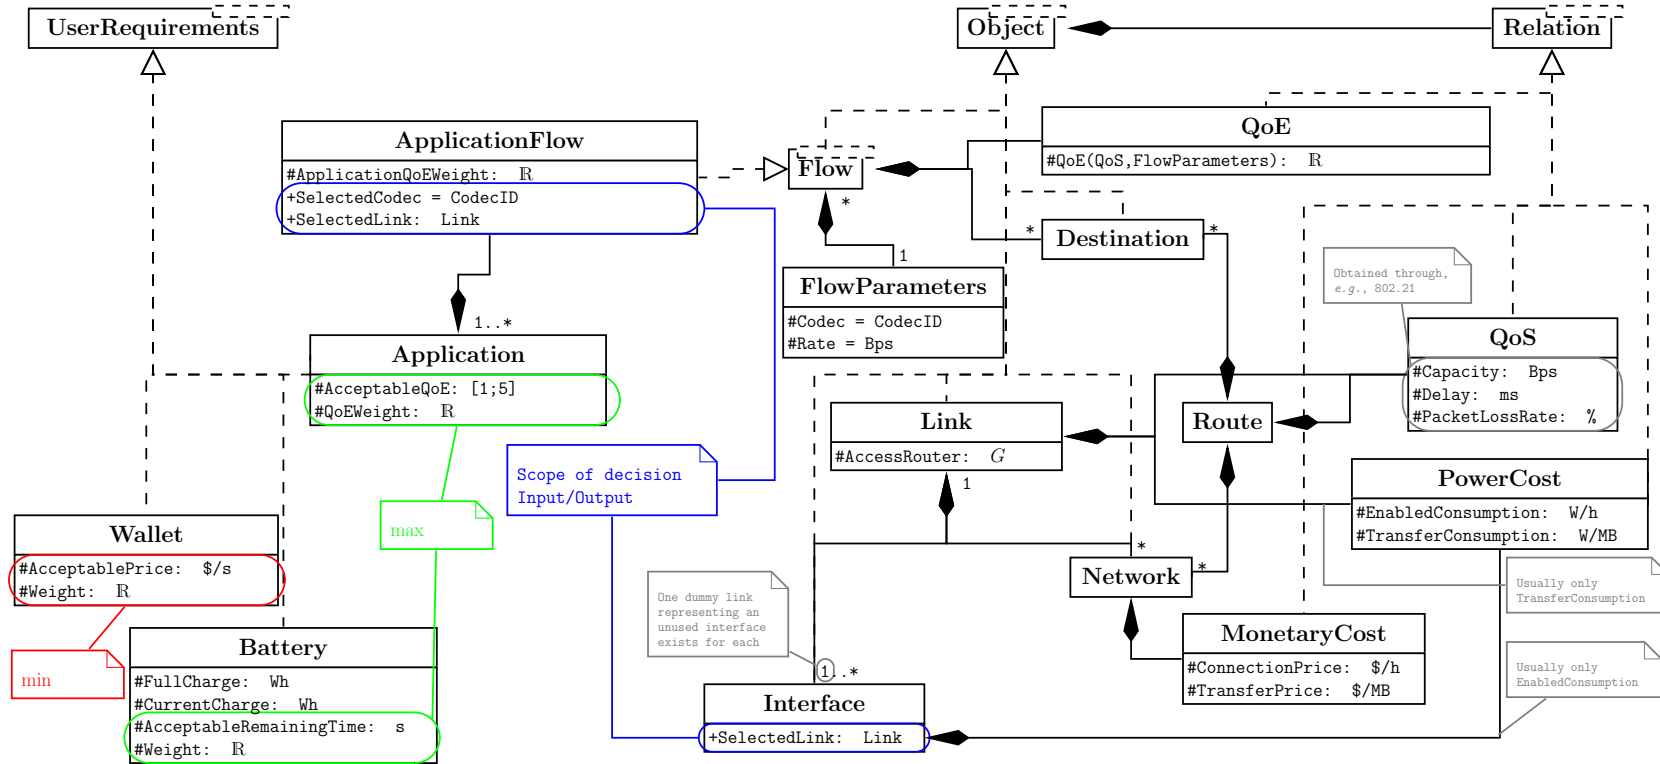 UserRequirements
Object
Relation
ApplicationFlow
#ApplicationQoEWeight: ℝ
+SelectedCodec = CodecID
+SelectedLink: Link
Flow
*
QoE
#QoE(QoS,FlowParameters): ℝ
*
Destination
*
1
FlowParameters
#Codec = CodecID
#Rate = Bps
Obtained through,
e.g., 802.21
1..*
Application
#AcceptableQoE: [1;5]
#QoEWeight: ℝ
QoS
#Capacity: Bps
#Delay: ms
#PacketLossRate: %
Link
#AccessRouter: G
1
Route
Scope of decision
Input/Output
PowerCost
#EnabledConsumption: W/h
#TransferConsumption: W/MB
max
Wallet
#AcceptablePrice: $/s
#Weight: ℝ
*
Network
*
One dummy link
representing an
unused interface
exists for each
Usually only
TransferConsumption
min
Battery
#FullCharge: Wh
#CurrentCharge: Wh
#AcceptableRemainingTime: s
#Weight: ℝ
MonetaryCost
#ConnectionPrice: $/h
#TransferPrice: $/MB
Usually only
EnabledConsumption
1..*
Interface
+SelectedLink: Link